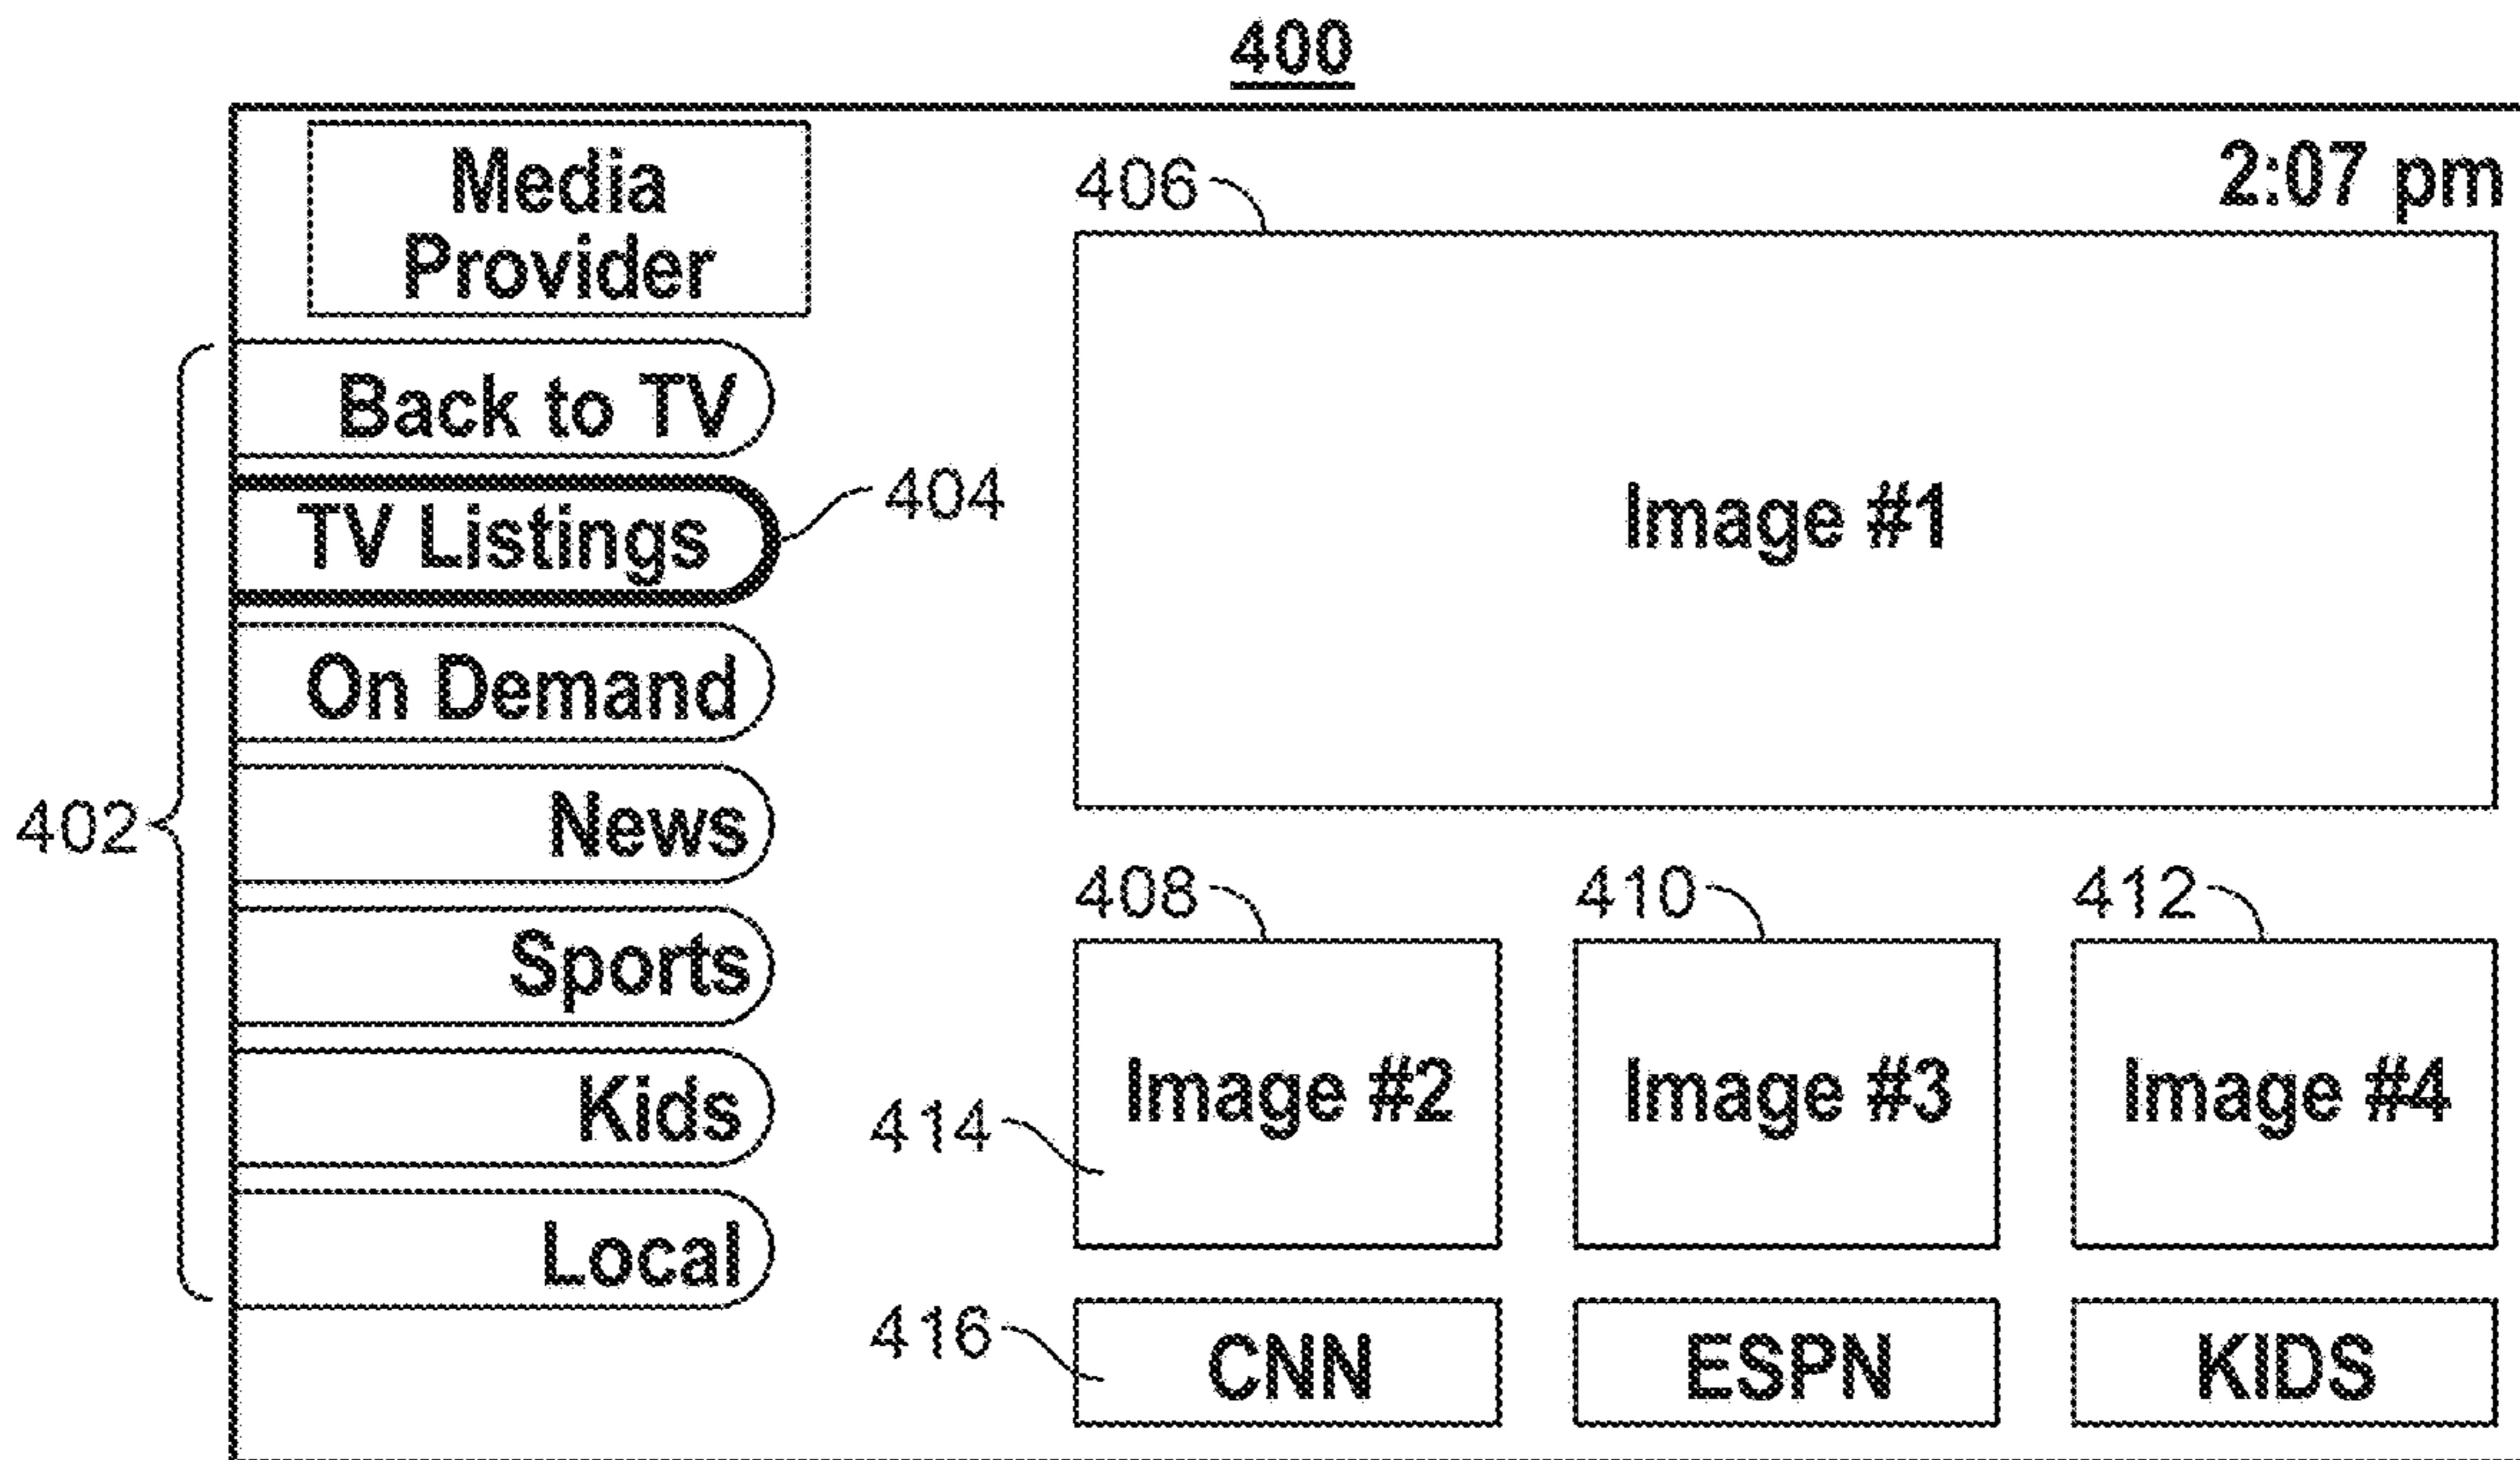 400
Media
Provider
2:07 pm
406
Back to TV
404
TV Listings
Image #1
On Demand
402
News
408
410
412
Sports
Kids
414
Image #2
Image #3
Image #4
Local
416
CNN
ESPN
KIDS